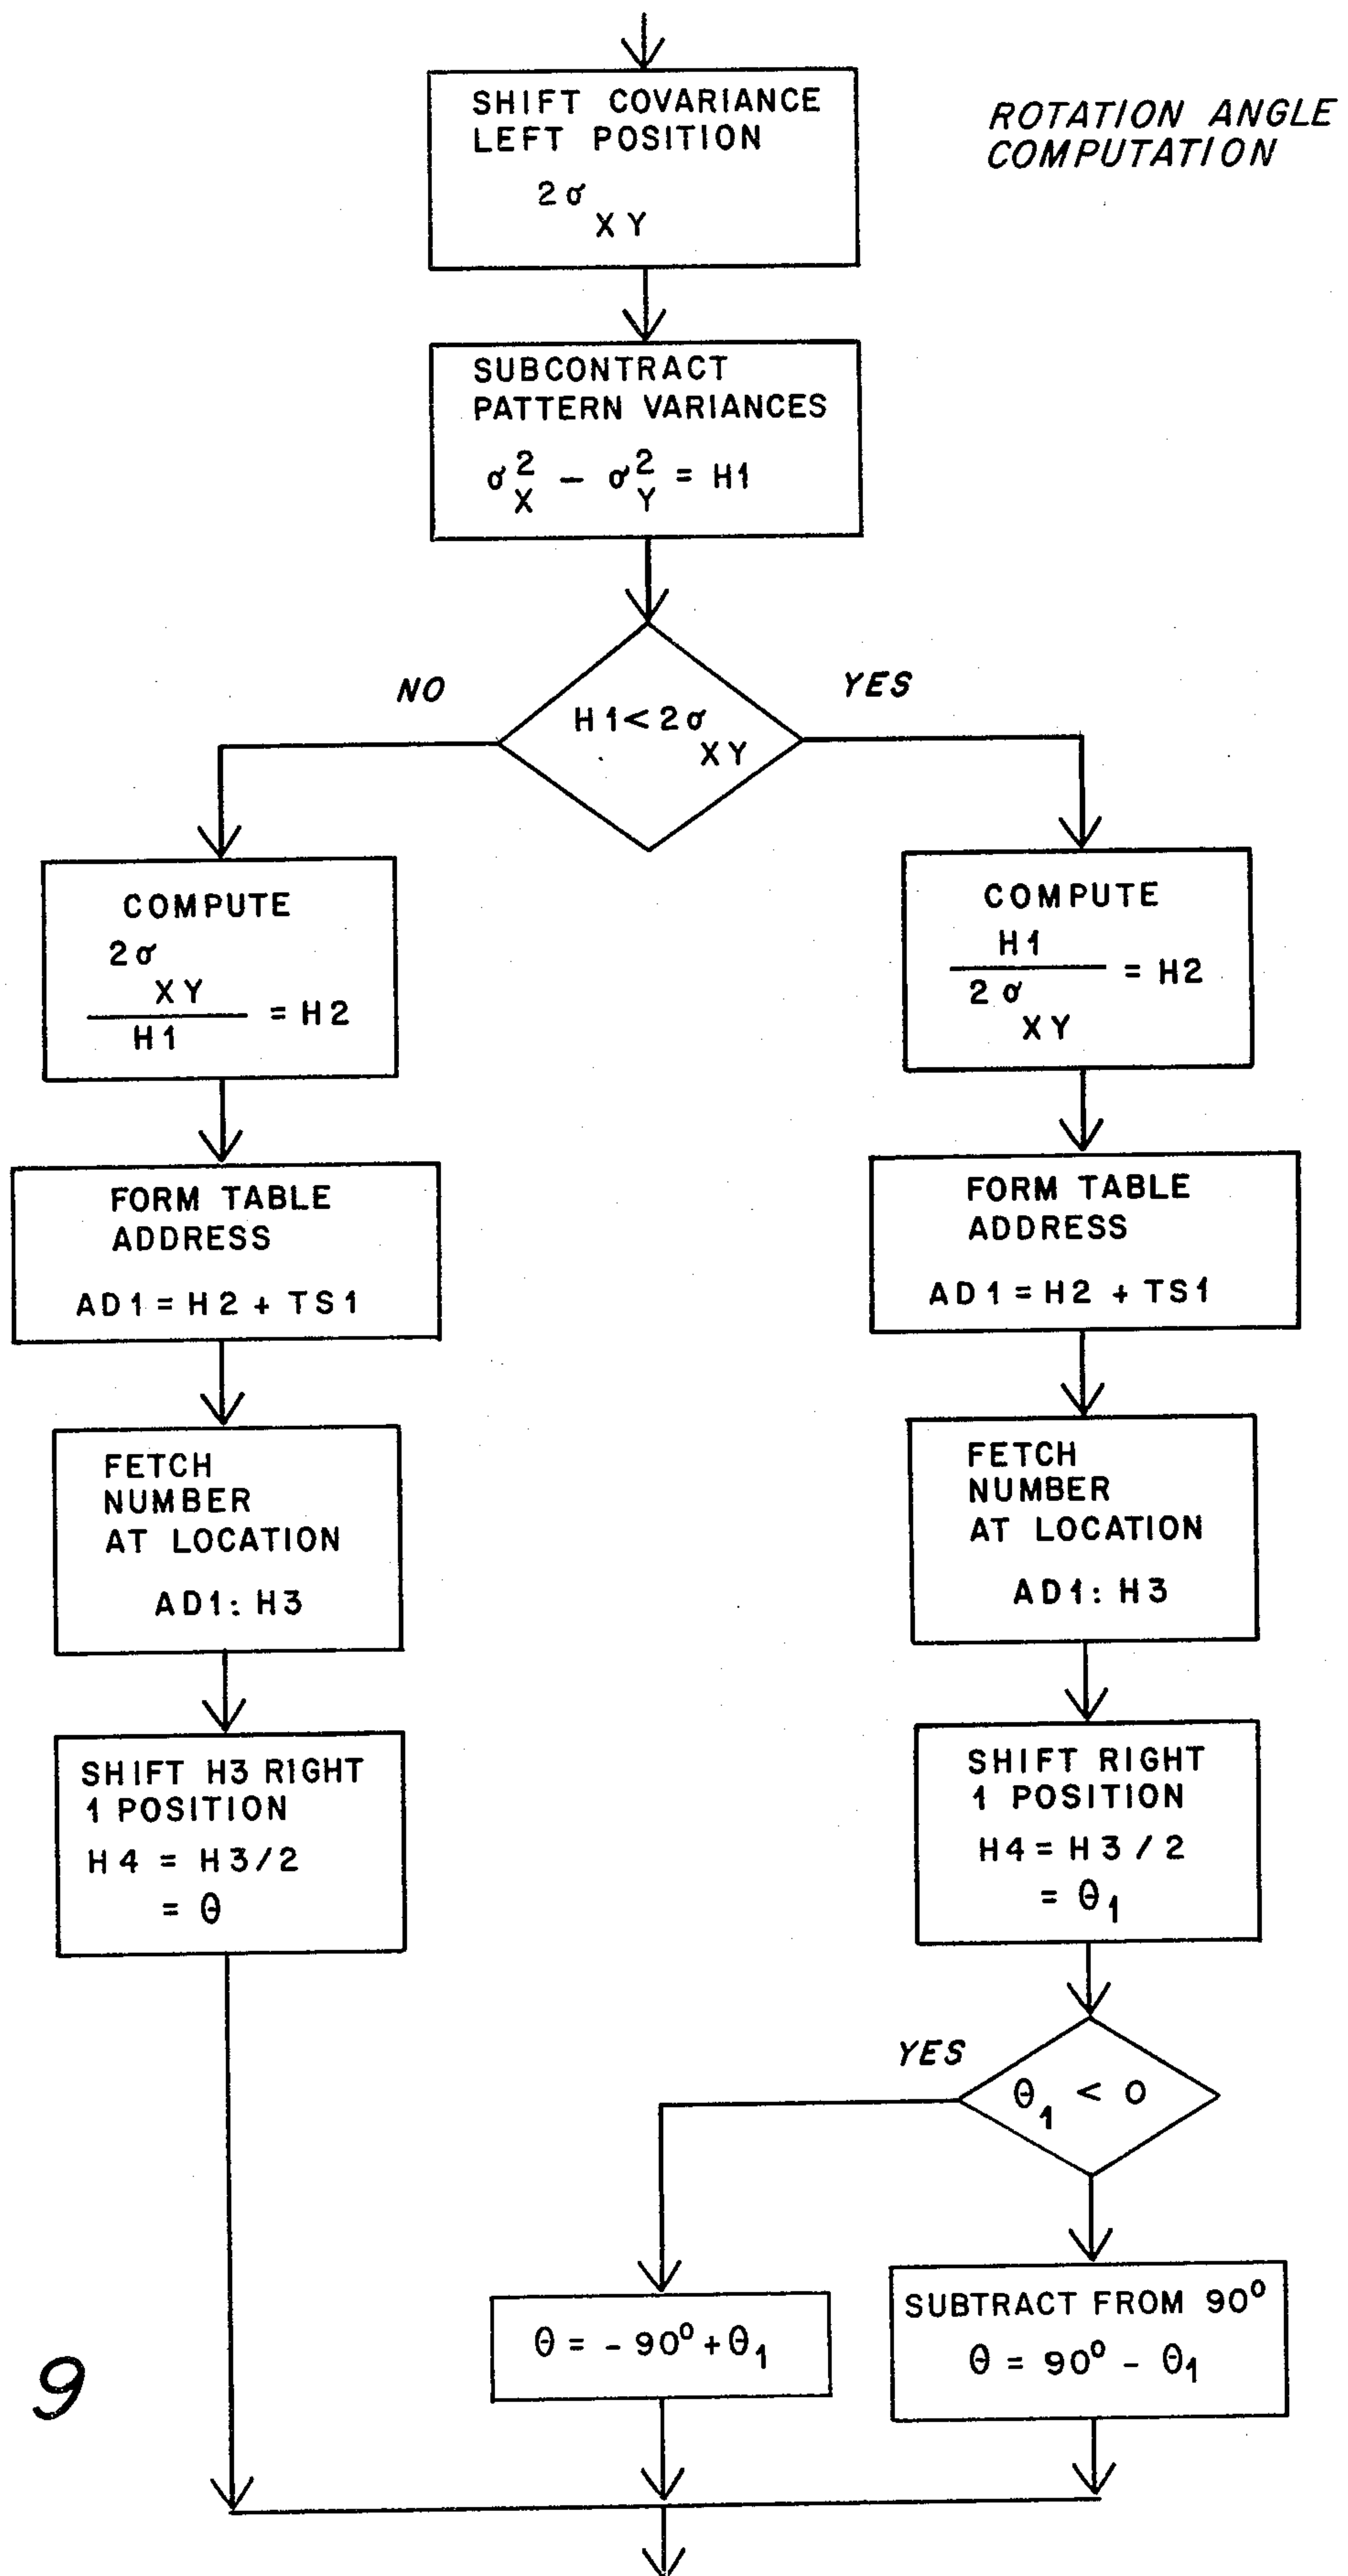 SHIFT COVARIANCE
LEFT POSITION
2σ
XY
ROTATION ANGLE
COMPUTATION
SUBCONTRACT
PATTERN VARIANCES
σ²X – σ²Y = H1
NO
YES
H1<2σ
XY
COMPUTE
2σ
XY
H1
= H2
FORM TABLE
ADDRESS
AD1 = H2 + TS1
FETCH
NUMBER
AT LOCATION
AD1: H3
SHIFT H3 RIGHT
1 POSITION
H4 = H3/2
= θ
COMPUTE
H1
2σ
XY
= H2
FORM TABLE
ADDRESS
AD1 = H2 + TS1
FETCH
NUMBER
AT LOCATION
AD1: H3
SHIFT RIGHT
1 POSITION
H4 = H3/2
= θ1
YES
θ1 < 0
θ = - 90° + θ1
SUBTRACT FROM 90°
θ = 90° - θ1
9